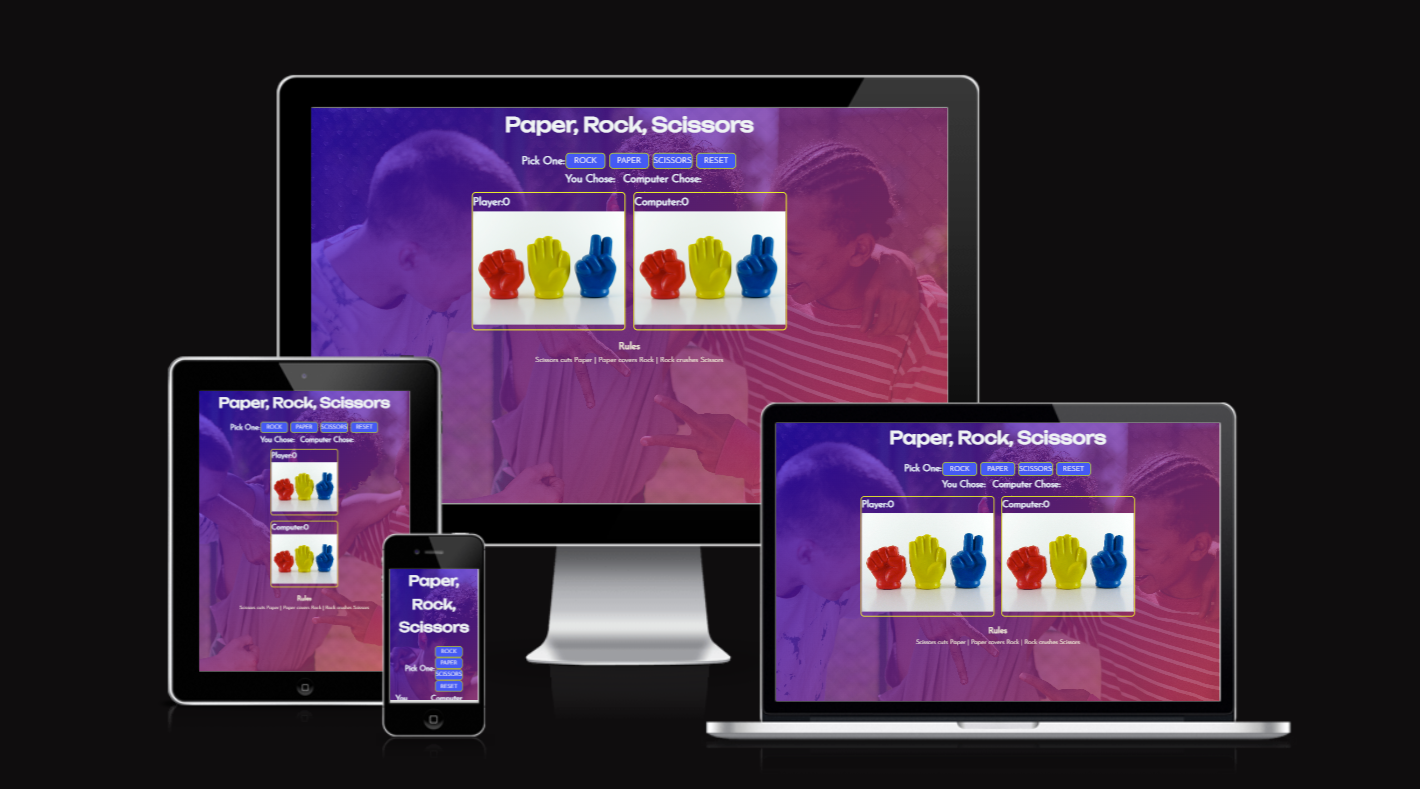 Paper, Rock, Scissors
Pick One: ROCK PAPER SCISSORS RESET
You Chose: Computer Chose:
Player:0 Computer:0
Rules
Scissors cuts Paper | Paper covers Rock | Rock crushes Scissors
Paper, Rock, Scissors
Pick One: ROCK PAPER SCISSORS RESET
You Chose: Computer Chose:
Player:0
Computer:0
Rules
Scissors cuts Paper | Paper covers Rock | Rock crushes Scissors
Paper,
Rock,
Scissors
ROCK
PAPER
Pick One:
SCISSORS
RESET
You Computer
Paper, Rock, Scissors
Pick One: ROCK PAPER SCISSORS RESET
You Chose: Computer Chose:
Player:0 Computer:0
Rules
Scissors cuts Paper | Paper covers Rock | Rock crushes Scissors